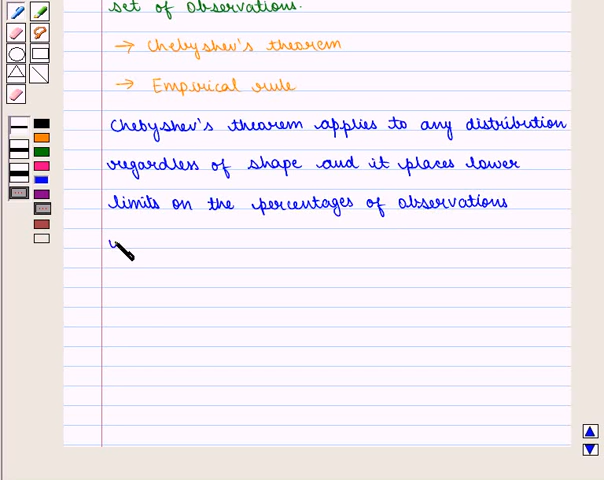 set of observations.
→ Chebyshev's theorem
→ Empirical rule
Chebyshev's theorem applies to any distribution
regardless of shape and it places lower
limits on the percentages of observations